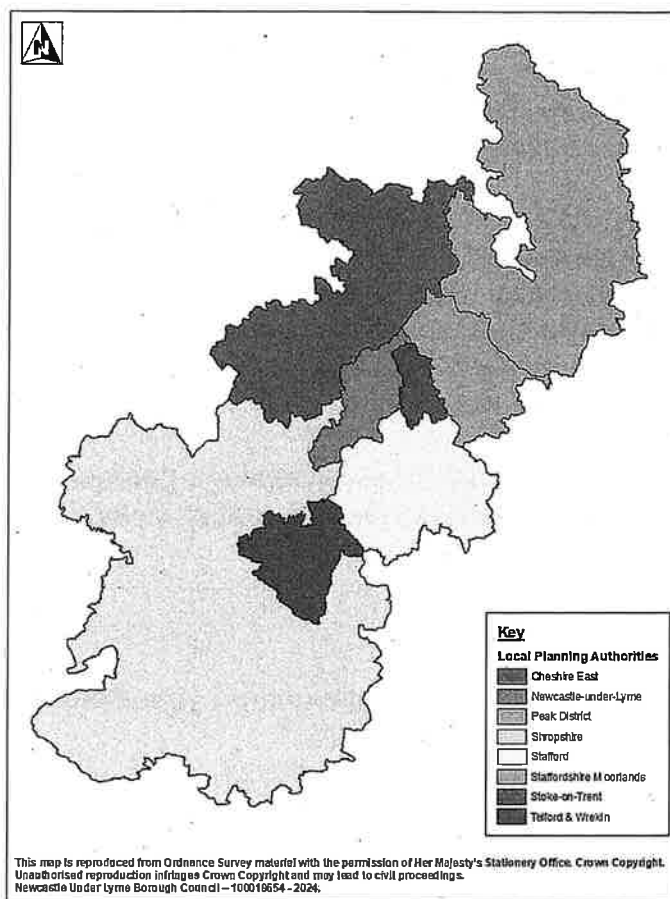 N
Key
Local Planning Authorities
Cheshire East
Newcastle-under-Lyme
Peak District
Shropshire
Stafford
Staffordshire Moorlands
Stoke-on-Trent
Telford & Wrekin
This map is reproduced from Ordnance Survey material with the permission of Her Majesty's Stationery Office. Crown Copyright.
Unauthorised reproduction infringes Crown Copyright and may lead to civil proceedings.
Newcastle Under Lyme Borough Council – 100019654 - 2024.